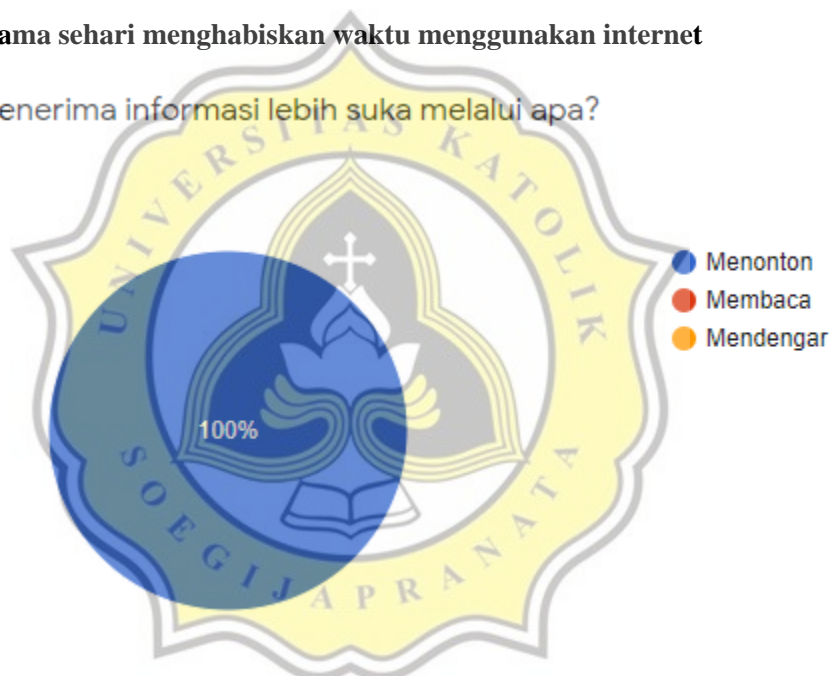 ama sehari menghabiskan waktu menggunakan internet
enerima informasi lebih suka melalui apa?
UNIVERSITAS KATOLIK
Menonton
Membaca
Mendengar
100%
SOEGIJAPRANATA